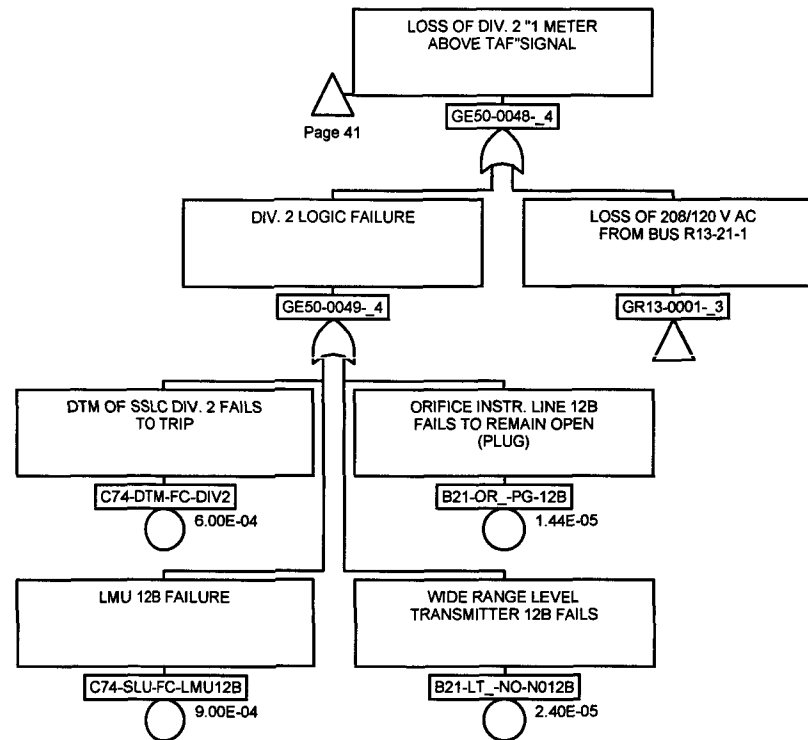 LOSS OF DIV. 2 "1 METER
ABOVE TAF"SIGNAL
Page 41
GE50-0048-_4
DIV. 2 LOGIC FAILURE
LOSS OF 208/120 V AC
FROM BUS R13-21-1
GE50-0049-_4
GR13-0001-_3
DTM OF SSLC DIV. 2 FAILS
TO TRIP
ORIFICE INSTR. LINE 12B
FAILS TO REMAIN OPEN
(PLUG)
C74-DTM-FC-DIV2
B21-OR_-PG-12B
6.00E-04
1.44E-05
LMU 12B FAILURE
WIDE RANGE LEVEL
TRANSMITTER 12B FAILS
C74-SLU-FC-LMU12B
B21-LT_-NO-N012B
9.00E-04
2.40E-05